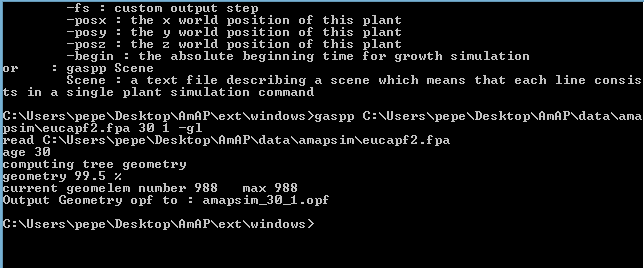 -fs : custom output step
-posx : the x world position of this plant
-posy : the y world position of this plant
-posz : the z world position of this plant
-begin : the absolute beginning time for growth simulation
or    : gaspp Scene
Scene : a text file describing a scene which means that each line consis
ts in a single plant simulation command
C:\Users\pepe\Desktop\AmAP\ext\windows>gaspp C:\Users\pepe\Desktop\AmAP\data\ama
psim\eucapf2.fpa 30 1 -gl
read C:\Users\pepe\Desktop\AmAP\data\amapsim\eucapf2.fpa
age 30
computing tree geometry
geometry 99.5 %
current geomelem number 988   max 988
Output Geometry opf to : amapsim_30_1.opf
C:\Users\pepe\Desktop\AmAP\ext\windows>